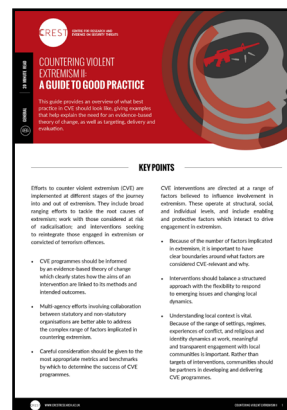 CREST
CENTRE FOR RESEARCH AND
EVIDENCE ON SECURITY THREATS
20 MINUTE READ
GENERAL
COUNTERING VIOLENT
EXTREMISM II:
A GUIDE TO GOOD PRACTICE
This guide provides an overview of what best
practice in CVE should look like, giving examples
that help explain the need for an evidence-based
theory of change, as well as targeting, delivery and
evaluation.
KEY POINTS
Efforts to counter violent extremism (CVE) are
implemented at different stages of the journey
into and out of extremism. They include broad
ranging efforts to tackle the root causes of
extremism; work with those considered at risk
of radicalisation; and interventions seeking
to reintegrate those engaged in extremism or
convicted of terrorism offences.
• CVE programmes should be informed
by an evidence-based theory of change
which clearly states how the aims of an
intervention are linked to its methods and
intended outcomes.
• Multi-agency efforts involving collaboration
between statutory and non-statutory
organisations are better able to address
the complex range of factors implicated in
countering extremism.
• Careful consideration should be given to the
most appropriate metrics and benchmarks
by which to determine the success of CVE
programmes.
CVE interventions are directed at a range of
factors believed to influence involvement in
extremism. These operate at structural, social,
and individual levels, and include enabling
and protective factors which interact to drive
engagement in extremism.
• Because of the number of factors implicated
in extremism, it is important to have
clear boundaries around what factors are
considered CVE-relevant and why.
• Interventions should balance a structured
approach with the flexibility to respond
to emerging issues and changing local
dynamics.
• Understanding local context is vital.
Because of the range of settings, regimes,
experiences of conflict, and religious and
identity dynamics at work, meaningful
and transparent engagement with local
communities is important. Rather than
targets of interventions, communities should
be partners in developing and delivering
CVE programmes.
WWW.CRESTRESEARCH.AC.UK